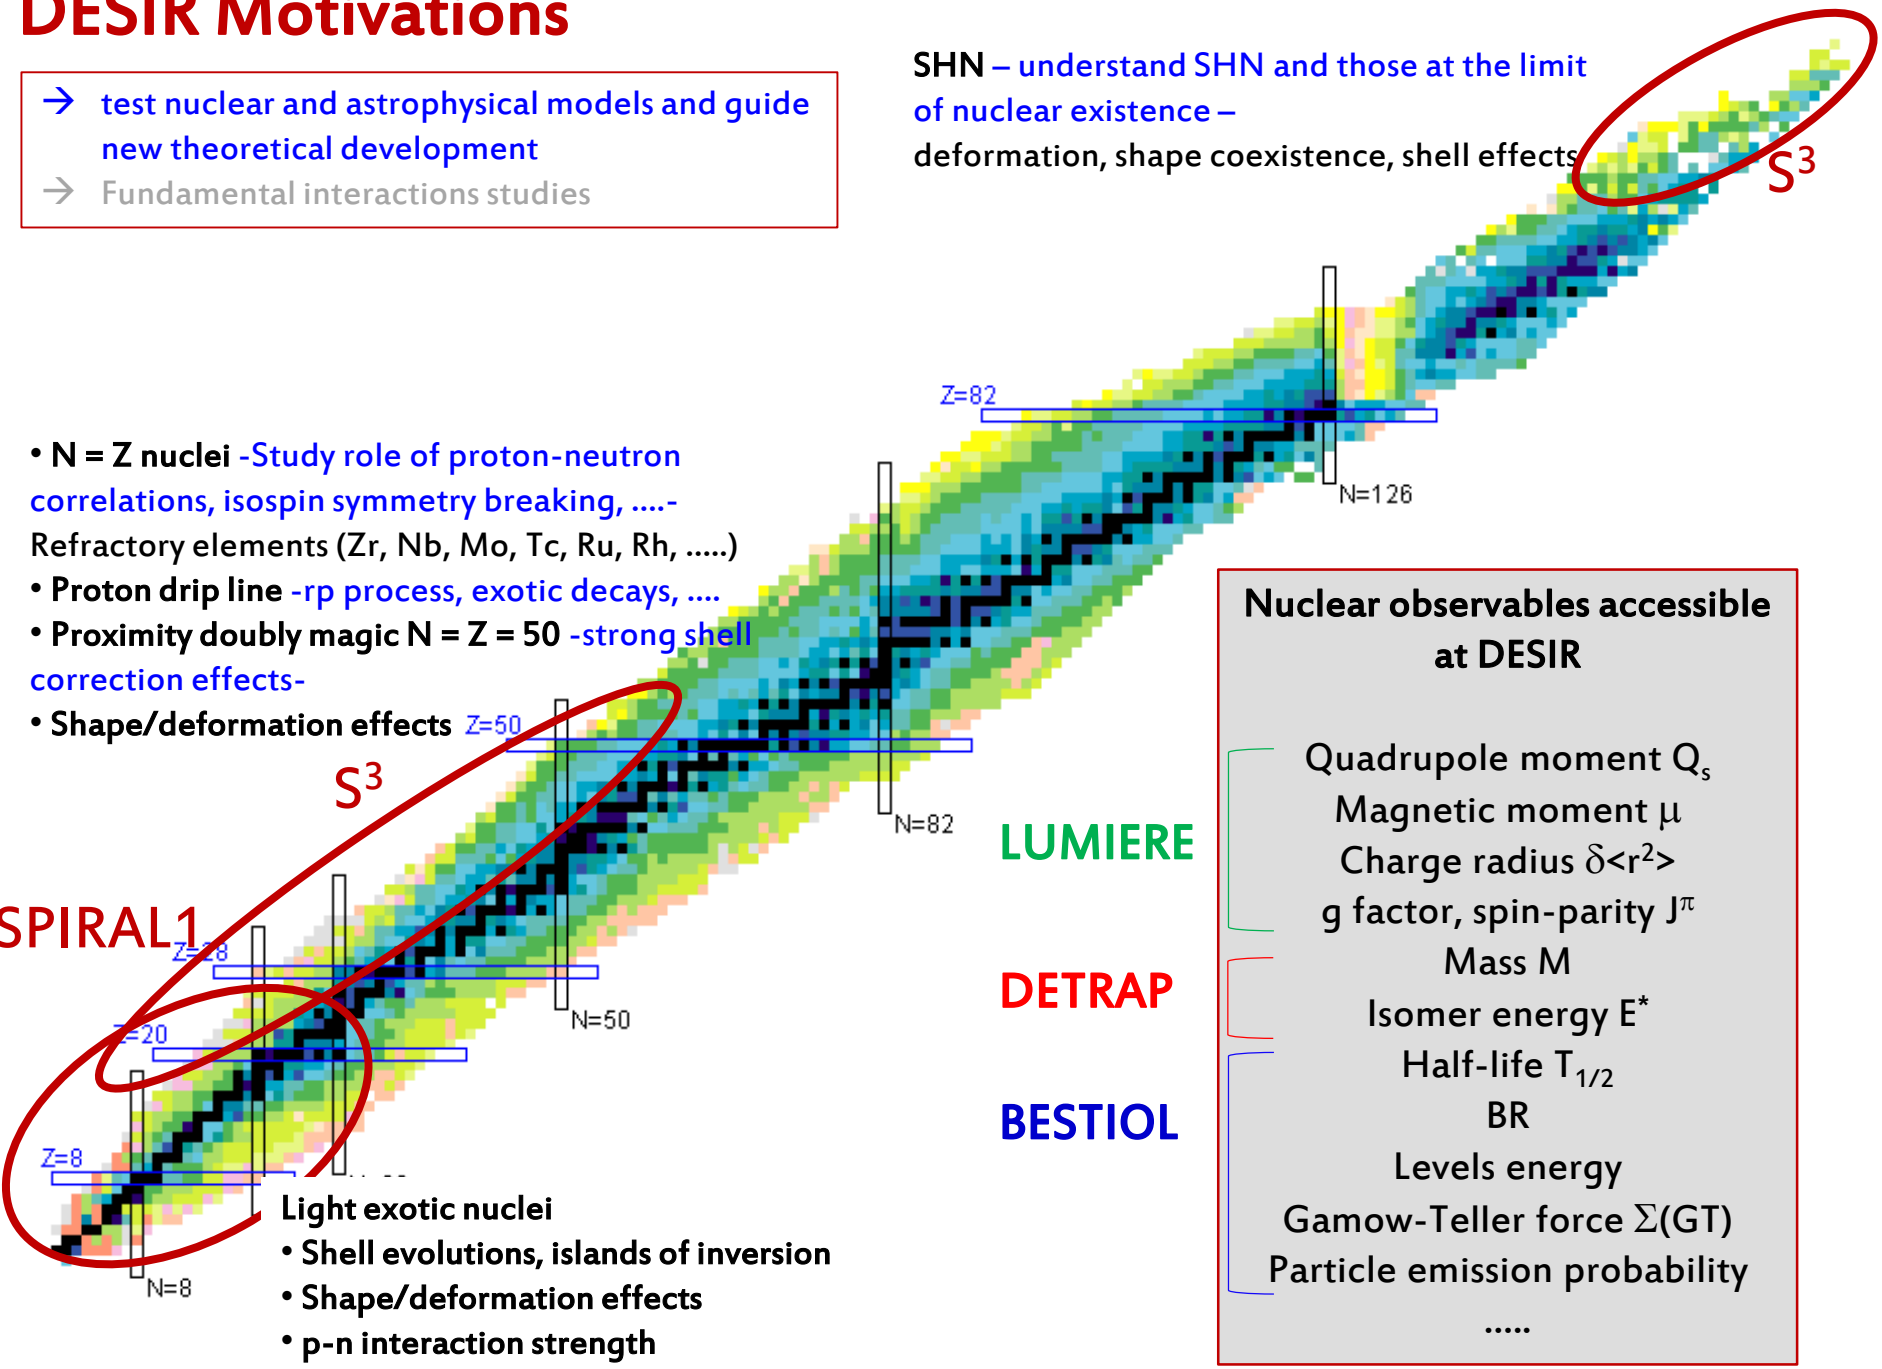 DESIR Motivations
→ test nuclear and astrophysical models and guide
new theoretical development
→ Fundamental interactions studies
SHN – understand SHN and those at the limit
of nuclear existence –
deformation, shape coexistence, shell effects
S³
Z=82
N=126
• N = Z nuclei -Study role of proton-neutron
correlations, isospin symmetry breaking, ....-
Refractory elements (Zr, Nb, Mo, Tc, Ru, Rh, .....)
• Proton drip line -rp process, exotic decays, ....
• Proximity doubly magic N = Z = 50 -strong shell
correction effects-
• Shape/deformation effects
Z=50
S³
N=82
SPIRAL1
Z=28
N=50
Z=20
Z=8
N=8
Light exotic nuclei
• Shell evolutions, islands of inversion
• Shape/deformation effects
• p-n interaction strength
LUMIERE
DETRAP
BESTIOL
Nuclear observables accessible
at DESIR
Quadrupole moment Qs
Magnetic moment μ
Charge radius δ<r²>
g factor, spin-parity Jπ
Mass M
Isomer energy E*
Half-life T1/2
BR
Levels energy
Gamow-Teller force Σ(GT)
Particle emission probability
.....